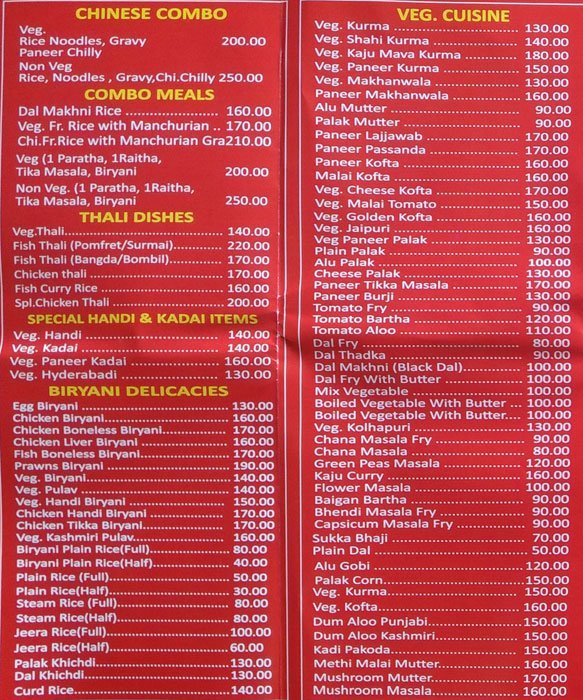 CHINESE COMBO
Veg.
Rice Noodles, Gravy 200.00
Paneer Chilly
Non Veg
Rice, Noodles , Gravy,Chi.Chilly 250.00
COMBO MEALS
Dal Makhni Rice ..................... 160.00
Veg. Fr. Rice with Manchurian .. 170.00
Chi.Fr.Rice with Manchurian Gra210.00
Veg (1 Paratha, 1Raitha,
Tika Masala, Biryani 200.00
Non Veg. (1 Paratha, 1Raitha,
Tika Masala, Biryani 250.00
THALI DISHES
Veg.Thali............................ 140.00
Fish Thali (Pomfret/Surmai)............ 220.00
Fish Thali (Bangda/Bombil)............ 170.00
Chicken thali ............................ 170.00
Fish Curry Rice ......................... 160.00
Spl.Chicken Thali ....................... 200.00
SPECIAL HANDI & KADAI ITEMS
Veg. Handi ............................ 140.00
Veg. Kadai ............................ 140.00
Veg. Paneer Kadai ................... 160.00
Veg. Hyderabadi ..................... 130.00
BIRYANI DELICACIES
Egg Biryani .............................. 130.00
Chicken Biryani......................... 160.00
Chicken Boneless Biryani............ 170.00
Chicken Liver Biryani ................ 160.00
Fish Boneless Biryani................. 170.00
Prawns Biryani ......................... 190.00
Veg. Biryani.............................. 140.00
Veg. Pulav ............................... 140.00
Veg. Handi Biryani .................... 150.00
Chicken Handi Biryani ............... 170.00
Chicken Tikka Biryani................. 170.00
Veg. Kashmiri Pulav................... 160.00
Biryani Plain Rice(Full)............... 80.00
Biryani Plain Rice(Half).............. 40.00
Plain Rice (Full)........................ 50.00
Plain Rice(Half)........................ 30.00
Steam Rice (Full) ..................... 80.00
Steam Rice(Half)....................... 80.00
Jeera Rice(Full)........................ 100.00
Jeera Rice(Half)........................ 60.00
Palak Khichdi........................... 130.00
Dal Khichdi.............................. 130.00
Curd Rice................................ 140.00
VEG. CUISINE
Veg. Kurma ............................ 130.00
Veg. Shahi Kurma .................... 140.00
Veg. Kaju Mava Kurma .............. 180.00
Veg. Paneer Kurma .................. 150.00
Veg. Makhanwala..................... 130.00
Paneer Makhanwala.................. 160.00
Alu Mutter .............................. 90.00
Palak Mutter ........................... 90.00
Paneer Lajjawab ...................... 170.00
Paneer Passanda ..................... 170.00
Paneer Kofta ........................... 160.00
Malai Kofta ............................. 160.00
Veg. Cheese Kofta .................... 170.00
Veg. Malai Tomato ................... 150.00
Veg. Golden Kofta .................... 160.00
Veg. Jaipuri ............................. 160.00
Veg Paneer Palak ..................... 130.00
Plain Palak .............................. 90.00
Alu Palak ................................ 100.00
Cheese Palak ........................... 130.00
Paneer Tikka Masala ................. 170.00
Paneer Burji ............................ 130.00
Tomato Fry .............................. 90.00
Tomato Bartha ......................... 120.00
Tomato Aloo ............................ 110.00
Dal Fry .................................... 80.00
Dal Thadka .............................. 90.00
Dal Makhni (Black Dal)............... 100.00
Dal Fry With Butter .................. 100.00
Mix Vegetable .......................... 100.00
Boiled Vegetable With Butter ... 100.00
Boiled Vegetable With Butter.... 100.00
Veg. Kolhapuri ......................... 130.00
Chana Masala Fry ..................... 90.00
Chana Masala ........................... 80.00
Green Peas Masala ................... 120.00
Kaju Curry ............................... 160.00
Flower Masala .......................... 100.00
Baigan Bartha .......................... 90.00
Bhendi Masala Fry .................... 90.00
Capsicum Masala Fry ................ 90.00
Sukka Bhaji .............................. 70.00
Plain Dal ................................. 50.00
Alu Gobi .................................. 120.00
Palak Corn............................... 150.00
Veg. Kurma.............................. 150.00
Veg. Kofta................................ 160.00
Dum Aloo Punjabi..................... 150.00
Dum Aloo Kashmiri................... 150.00
Kadi Pakoda............................. 150.00
Methi Malai Mutter................... 160.00
Mushroom Mutter.................... 170.00
Mushroom Masala.................... 160.00